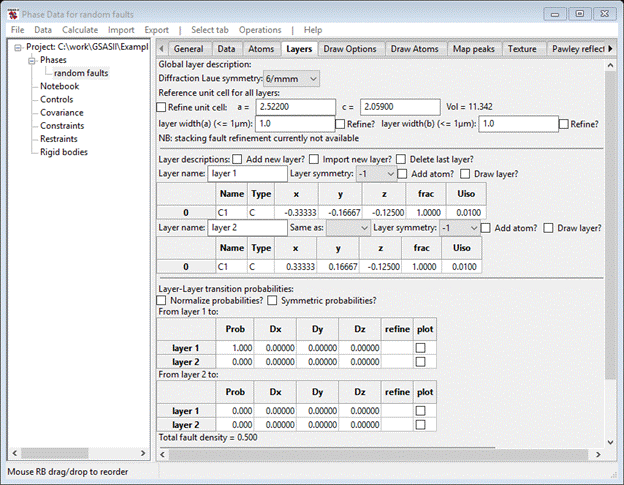 Phase Data for random faults
File Data Calculate Import Export | Select tab Operations | Help
Project: C:\work\GSASII\Exampl
Phases
random faults
Notebook
Controls
Covariance
Constraints
Restraints
Rigid bodies
General Data Atoms Layers Draw Options Draw Atoms Map peaks Texture Pawley reflect
Global layer description:
Diffraction Laue symmetry: 6/mmm
Reference unit cell for all layers:
Refine unit cell: a = 2.52200 c = 2.05900 Vol = 11.342
layer width(a) (<= 1μm): 1.0 Refine? layer width(b) (<= 1μm): 1.0 Refine?
NB: stacking fault refinement currently not available
Layer descriptions: Add new layer? Import new layer? Delete last layer?
Layer name: layer 1 Layer symmetry: -1 Add atom? Draw layer?
Name Type x y z frac Uiso
0 C1 C -0.33333 -0.16667 -0.12500 1.0000 0.0100
Layer name: layer 2 Same as: Layer symmetry: -1 Add atom? Draw layer?
Name Type x y z frac Uiso
0 C1 C 0.33333 0.16667 -0.12500 1.0000 0.0100
Layer-Layer transition probabilities:
Normalize probabilities? Symmetric probabilities?
From layer 1 to:
Prob Dx Dy Dz refine plot
layer 1 1.000 0.00000 0.00000 0.00000
layer 2 0.000 0.00000 0.00000 0.00000
From layer 2 to:
Prob Dx Dy Dz refine plot
layer 1 0.000 0.00000 0.00000 0.00000
layer 2 0.000 0.00000 0.00000 0.00000
Total fault density = 0.500
Mouse RB drag/drop to reorder